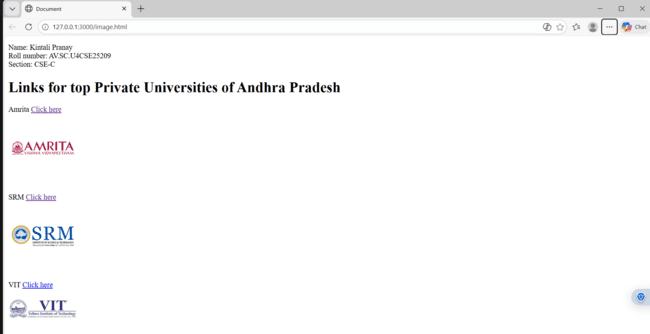 Document
127.0.0.1:3000/image.html
Chat
Name: Kintali Pranay
Roll number: AV.SC.U4CSE25209
Section: CSE-C
Links for top Private Universities of Andhra Pradesh
Amrita Click here
AMRITA
VISHWA VIDYAPEETHAM
SRM Click here
SRM
VIT Click here
VIT
Vellore Institute of Technology